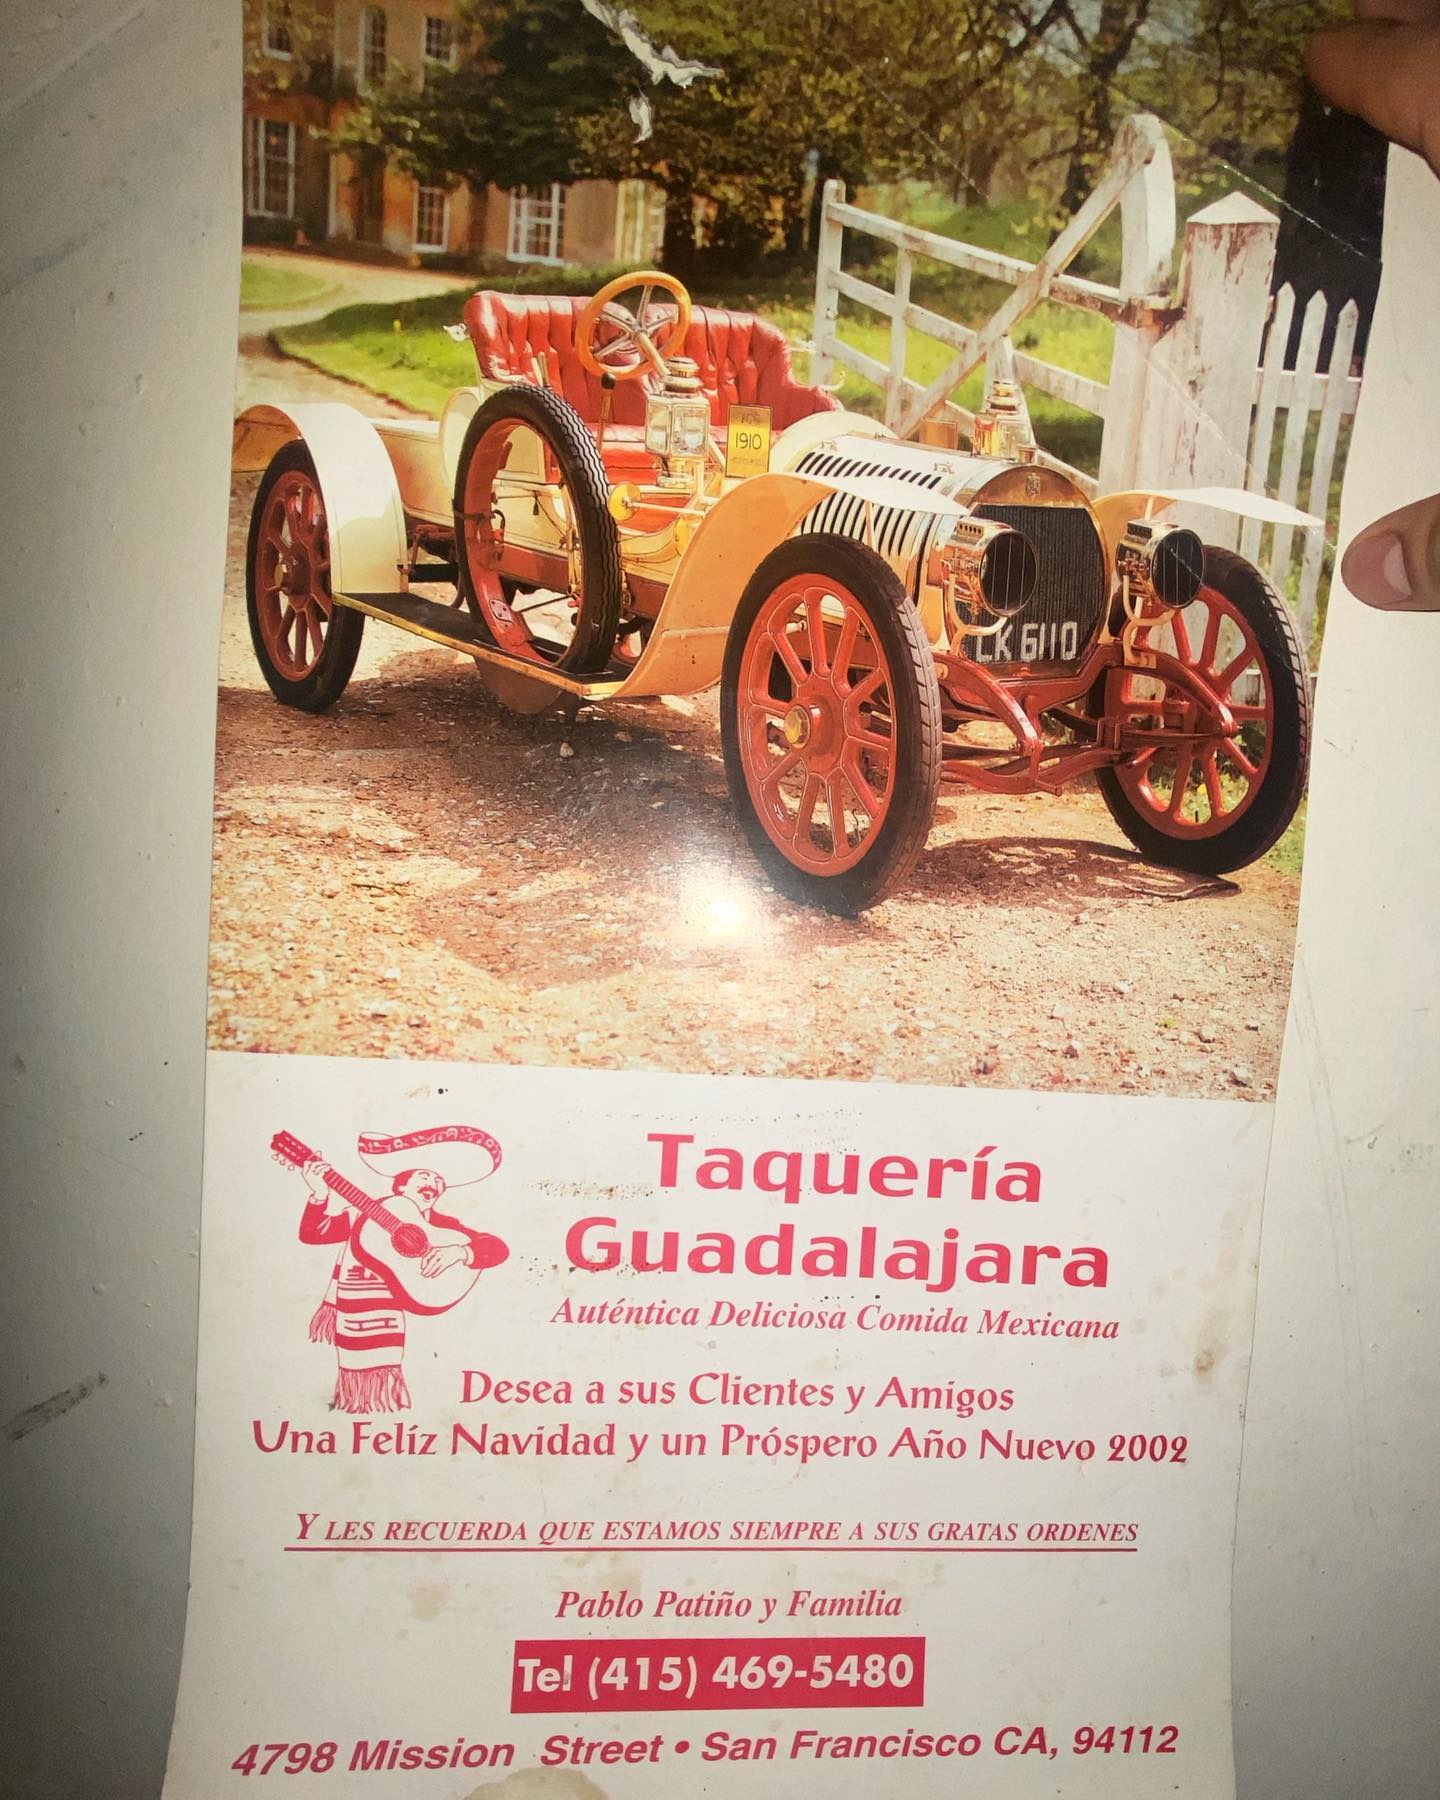 1910
LK 6110
Taquería
Guadalajara
Auténtica Deliciosa Comida Mexicana
Desea a sus Clientes y Amigos
Una Felíz Navidad y un Próspero Año Nuevo 2002
Y LES RECUERDA QUE ESTAMOS SIEMPRE A SUS GRATAS ORDENES
Pablo Patiño y Familia
Tel (415) 469-5480
4798 Mission Street • San Francisco CA, 94112